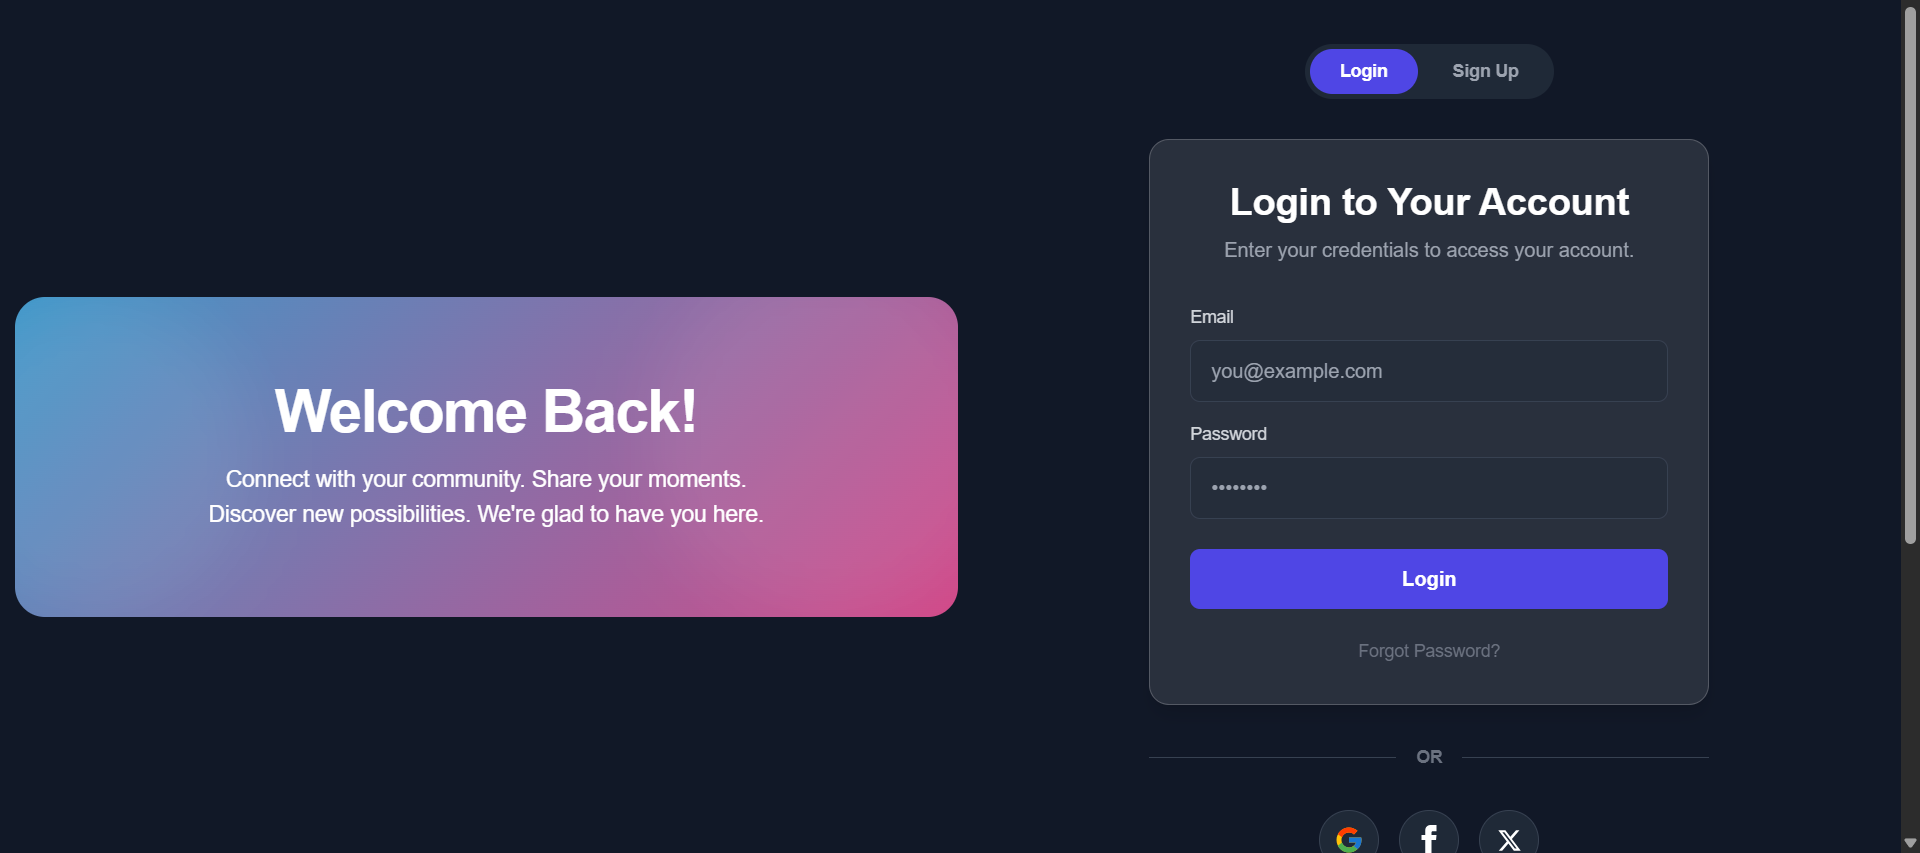 Login
Sign Up
Welcome Back!
Connect with your community. Share your moments.
Discover new possibilities. We're glad to have you here.
Login to Your Account
Enter your credentials to access your account.
Email
you@example.com
Password
••••••••
Login
Forgot Password?
OR